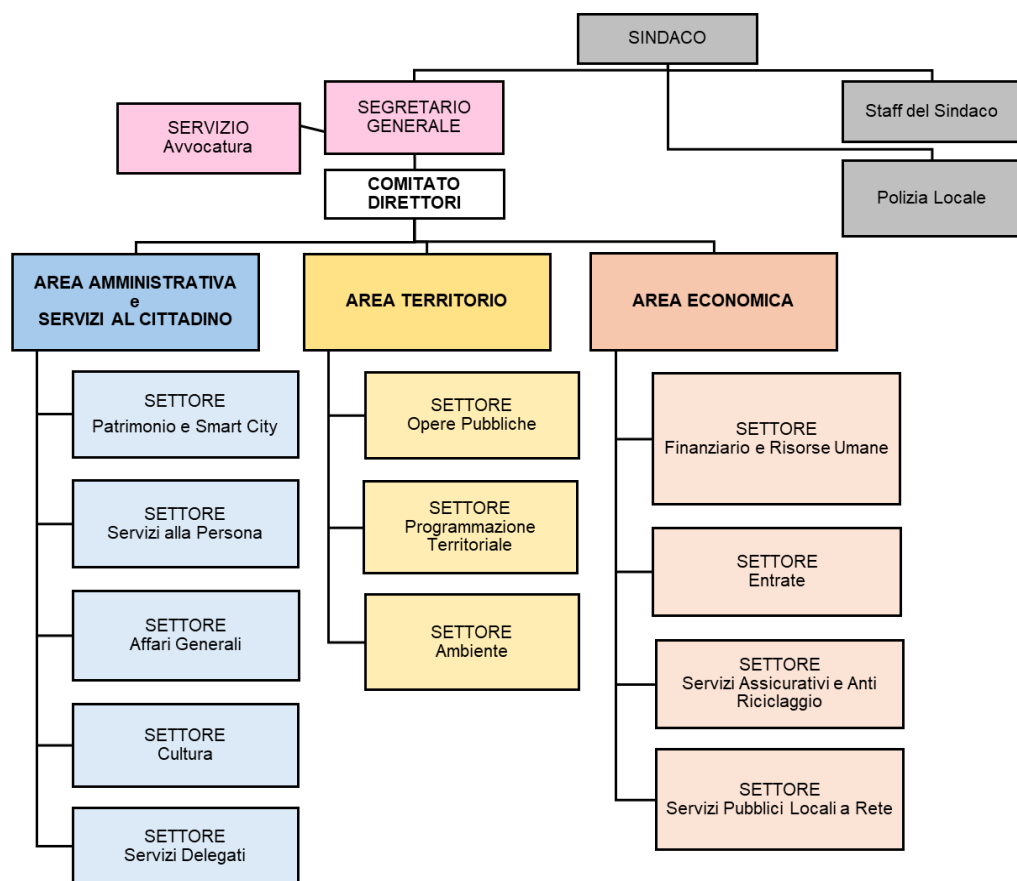 SINDACO
SEGRETARIO
GENERALE
SERVIZIO
Avvocatura
Staff del Sindaco
COMITATO
DIRETTORI
Polizia Locale
AREA AMMINISTRATIVA
e
SERVIZI AL CITTADINO
AREA TERRITORIO
AREA ECONOMICA
SETTORE
Patrimonio e Smart City
SETTORE
Servizi alla Persona
SETTORE
Affari Generali
SETTORE
Cultura
SETTORE
Servizi Delegati
SETTORE
Opere Pubbliche
SETTORE
Programmazione
Territoriale
SETTORE
Ambiente
SETTORE
Finanziario e Risorse Umane
SETTORE
Entrate
SETTORE
Servizi Assicurativi e Anti
Riciclaggio
SETTORE
Servizi Pubblici Locali a Rete